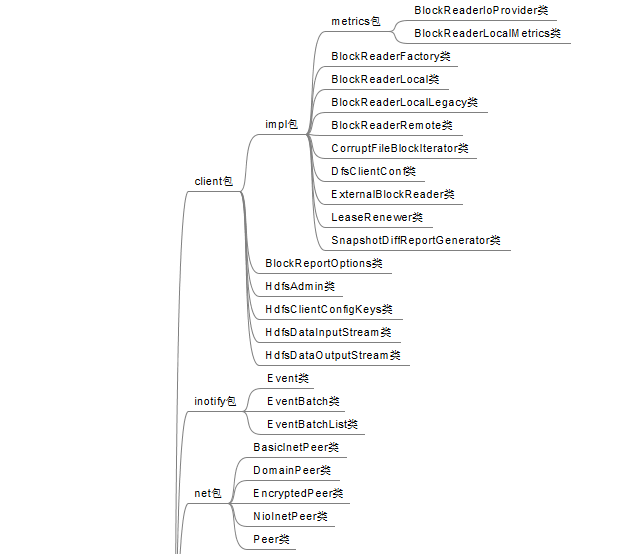 metrics包
BlockReaderIoProvider类
BlockReaderLocalMetrics类
BlockReaderFactory类
BlockReaderLocal类
BlockReaderLocalLegacy类
impl包
BlockReaderRemote类
CorruptFileBlockIterator类
DfsClientConf类
client包
ExternalBlockReader类
LeaseRenewer类
SnapshotDiffReportGenerator类
BlockReportOptions类
HdfsAdmin类
HdfsClientConfigKeys类
HdfsDataInputStream类
HdfsDataOutputStream类
Event类
inotify包
EventBatch类
EventBatchList类
BasicInetPeer类
DomainPeer类
net包
EncryptedPeer类
NioInetPeer类
Peer类